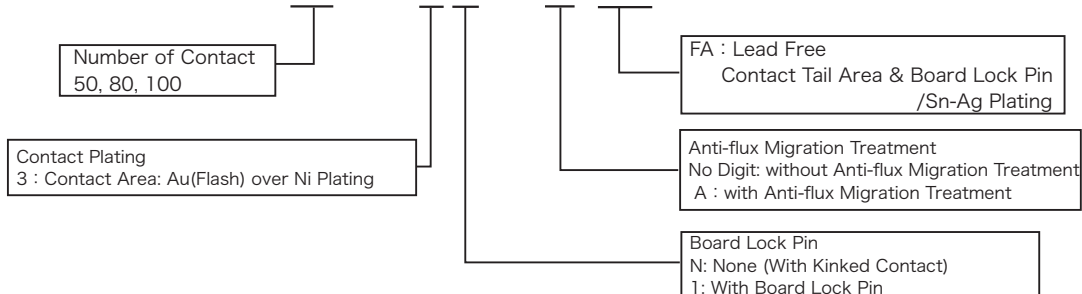 Number of Contact
50, 80, 100
FA : Lead Free
Contact Tail Area & Board Lock Pin
/Sn-Ag Plating
Contact Plating
3 : Contact Area: Au(Flash) over Ni Plating
Anti-flux Migration Treatment
No Digit: without Anti-flux Migration Treatment
A : with Anti-flux Migration Treatment
Board Lock Pin
N: None (With Kinked Contact)
1: With Board Lock Pin